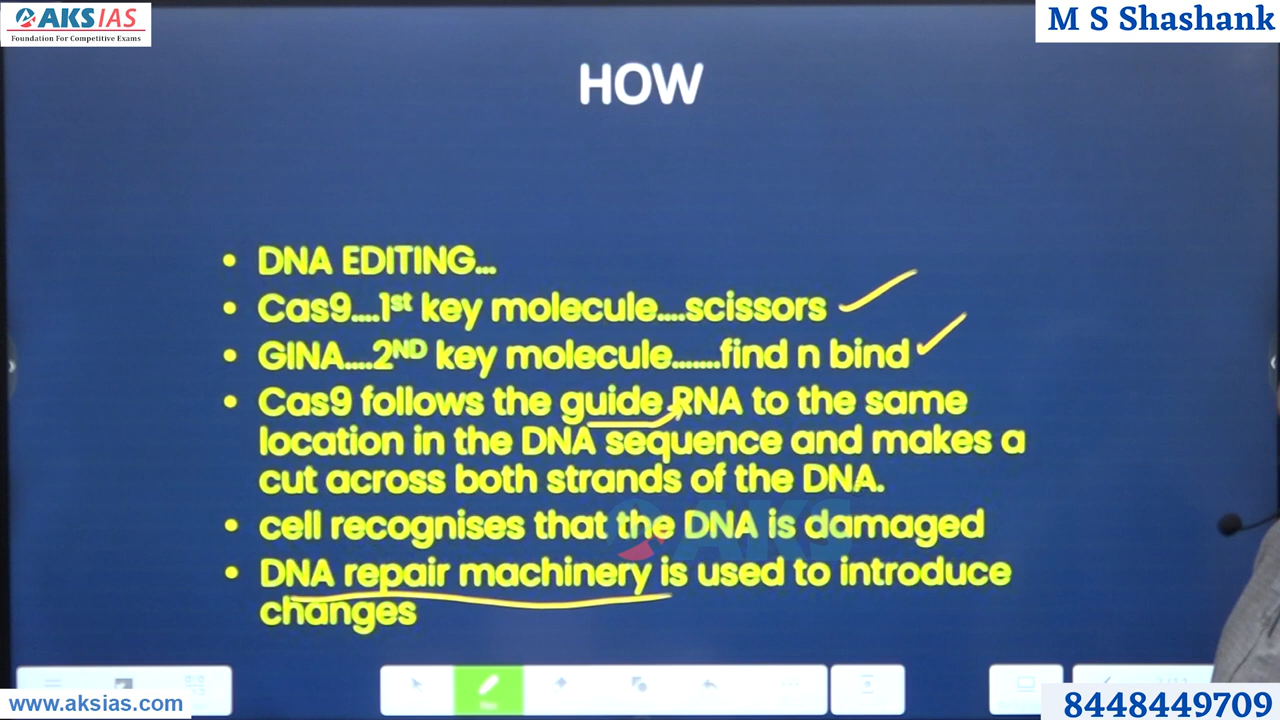 AKSIAS
Foundation For Competitive Exams
M S Shashank
HOW
• DNA EDITING...
• Cas9....1st key molecule....scissors
• GINA....2ND key molecule.......find n bind
• Cas9 follows the guide RNA to the same
location in the DNA sequence and makes a
cut across both strands of the DNA.
• cell recognises that the DNA is damaged
AKS
• DNA repair machinery is used to introduce
changes
www.aksias.com
8448449709